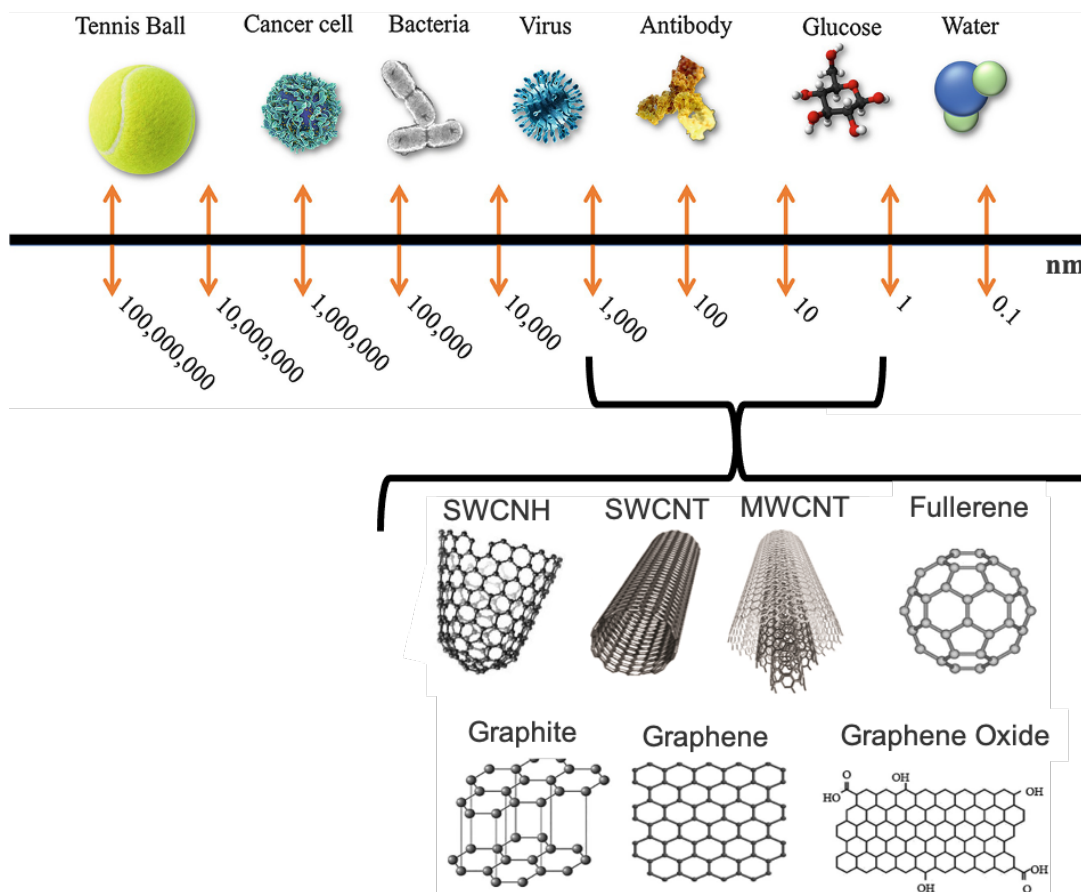 Tennis Ball
Cancer cell
Bacteria
Virus
Antibody
Glucose
Water
nm
100,000,000
10,000,000
1,000,000
100,000
10,000
1,000
100
10
1
0.1
SWCNH
SWCNT
MWCNT
Fullerene
Graphite
Graphene
Graphene Oxide
O
OH
HO
OH
OH
OH
O